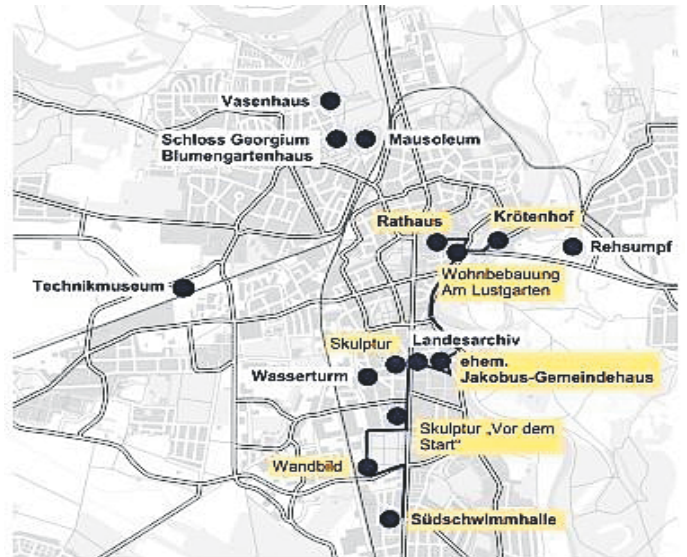 Vasenhaus
Schloss Georgium
Blumengartenhaus
Mausoleum
Rathaus
Krötenhof
Rehsumpf
Wohnbebauung
Am Lustgarten
Technikmuseum
Landesarchiv
Skulptur
ehem.
Jakobus-Gemeindehaus
Wasserturm
Skulptur „Vor dem
Start"
Wandbild
Südschwimmhalle